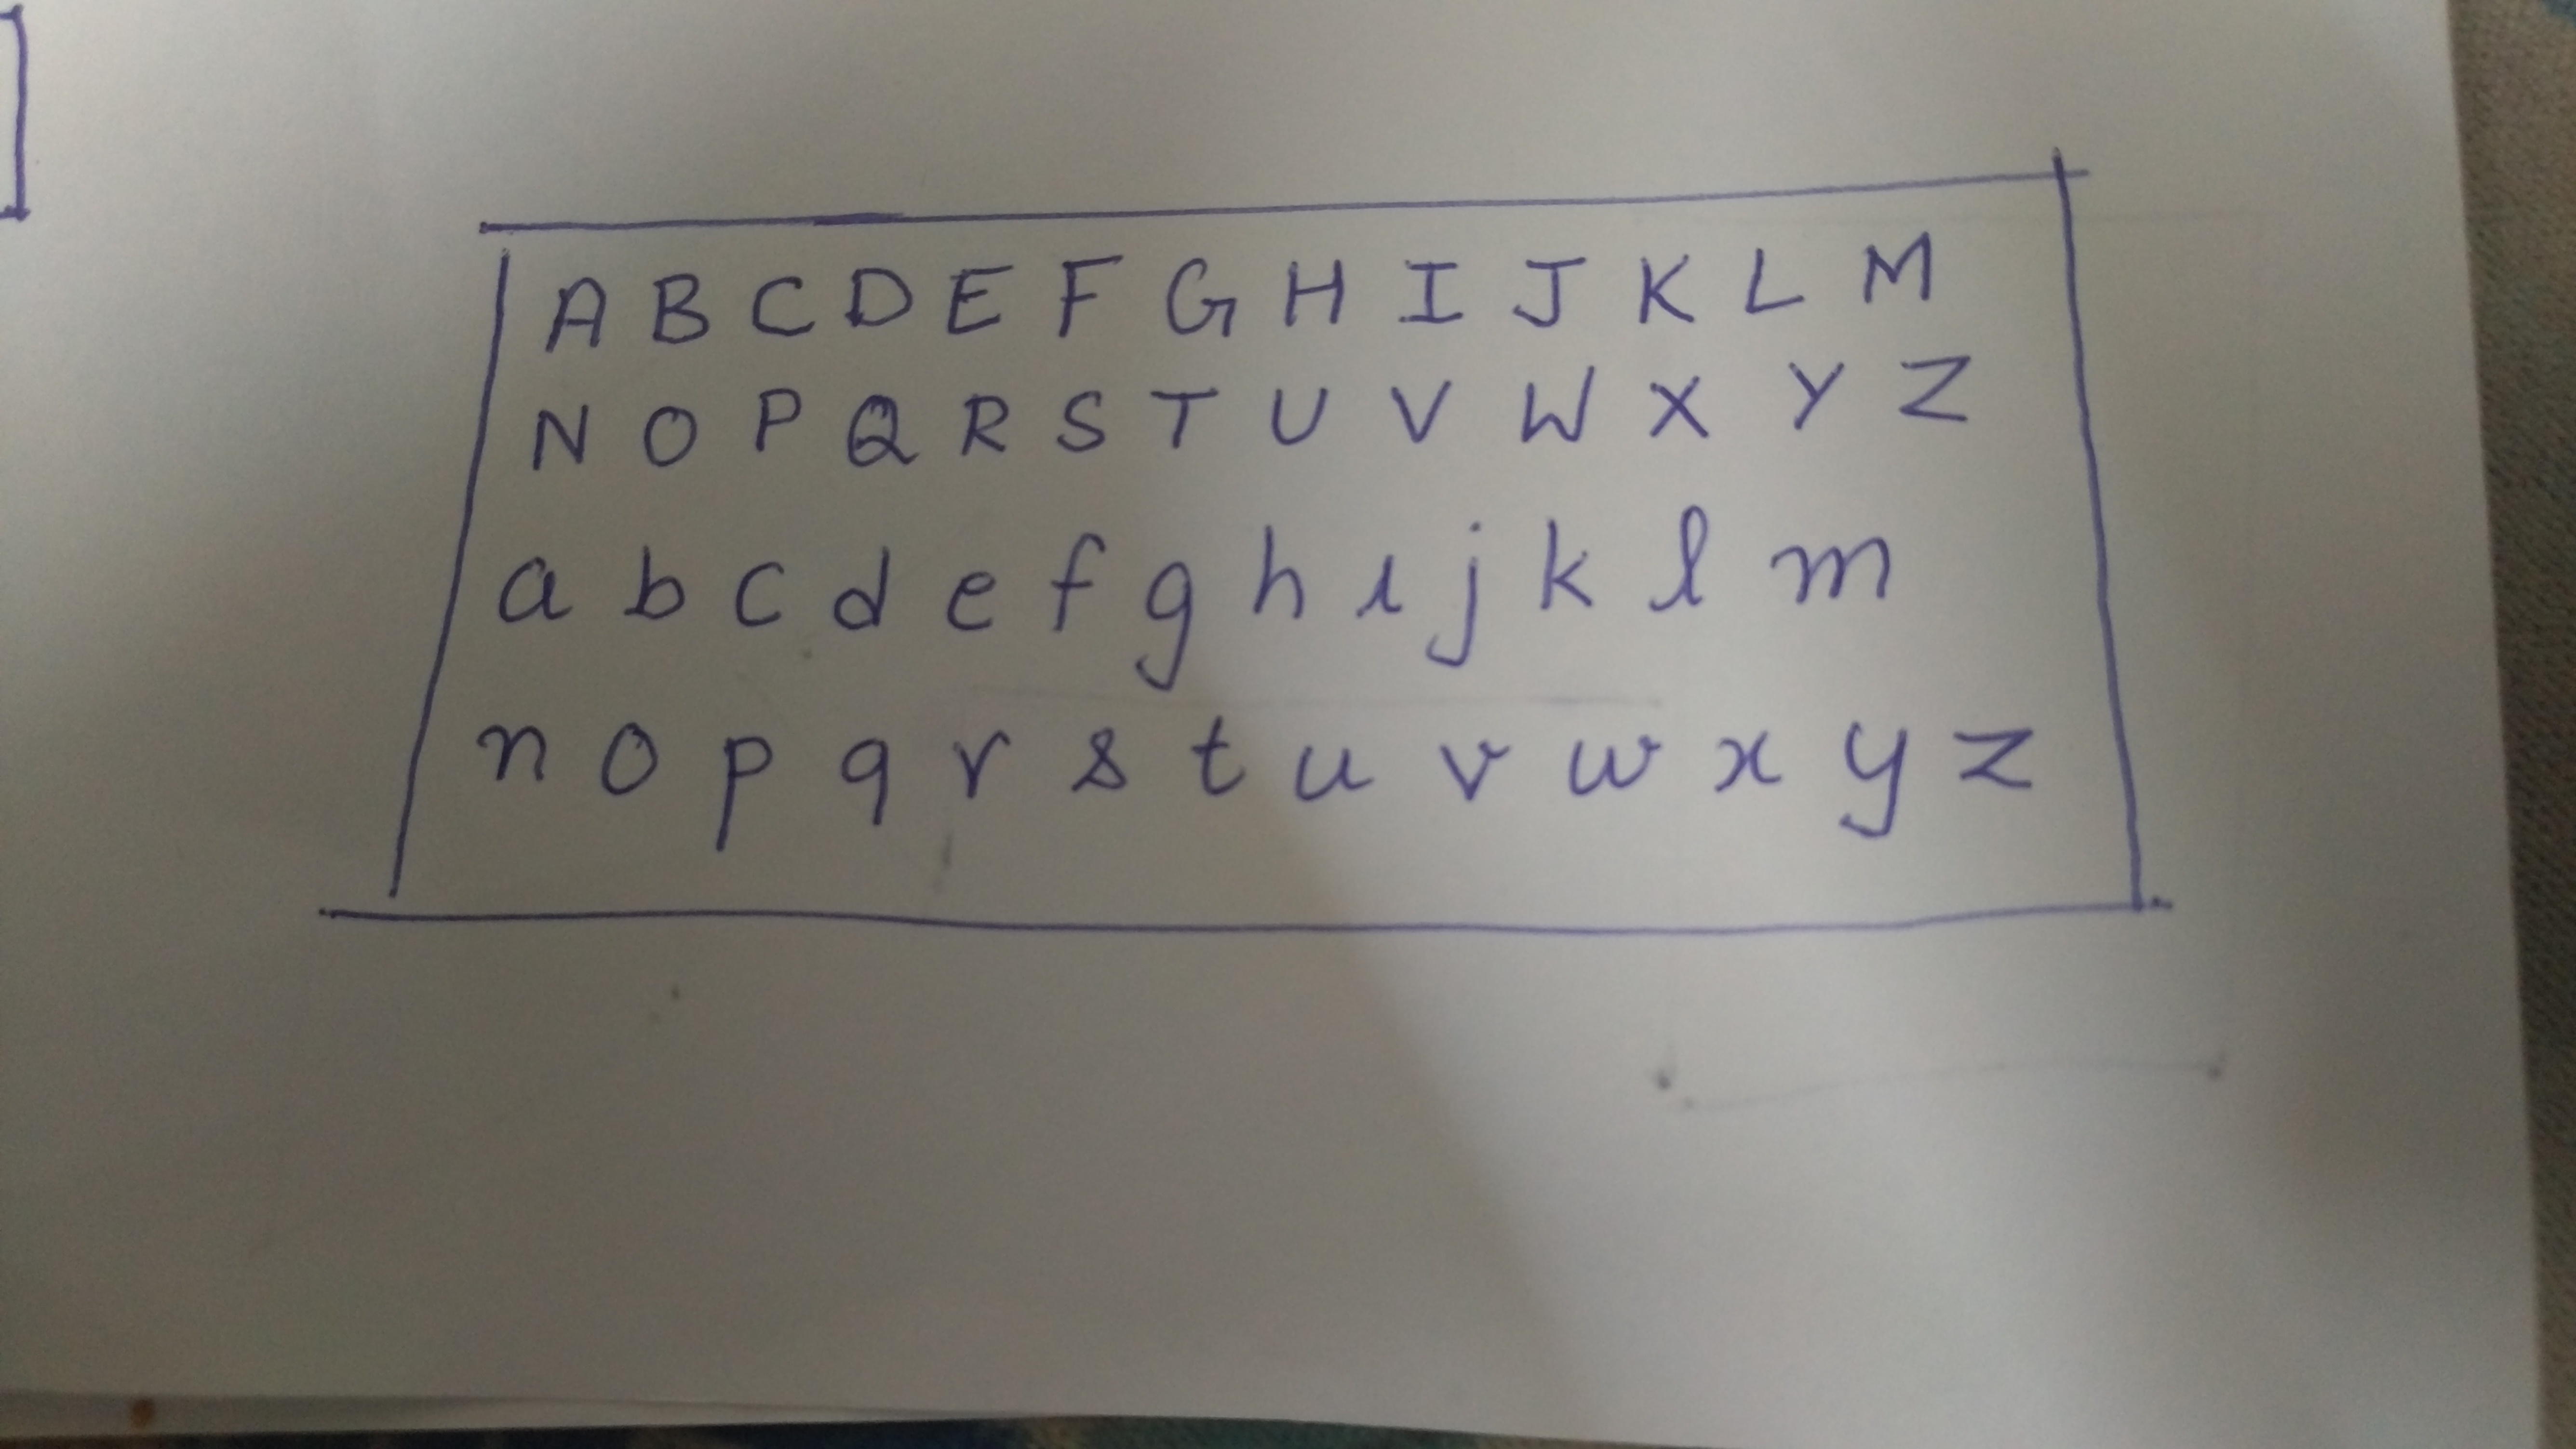 A B C D E F G H I J K L M
N O P Q R S T U V W X Y Z
a b c d e f g h i j k l m
n o p q r s t u v w x y z